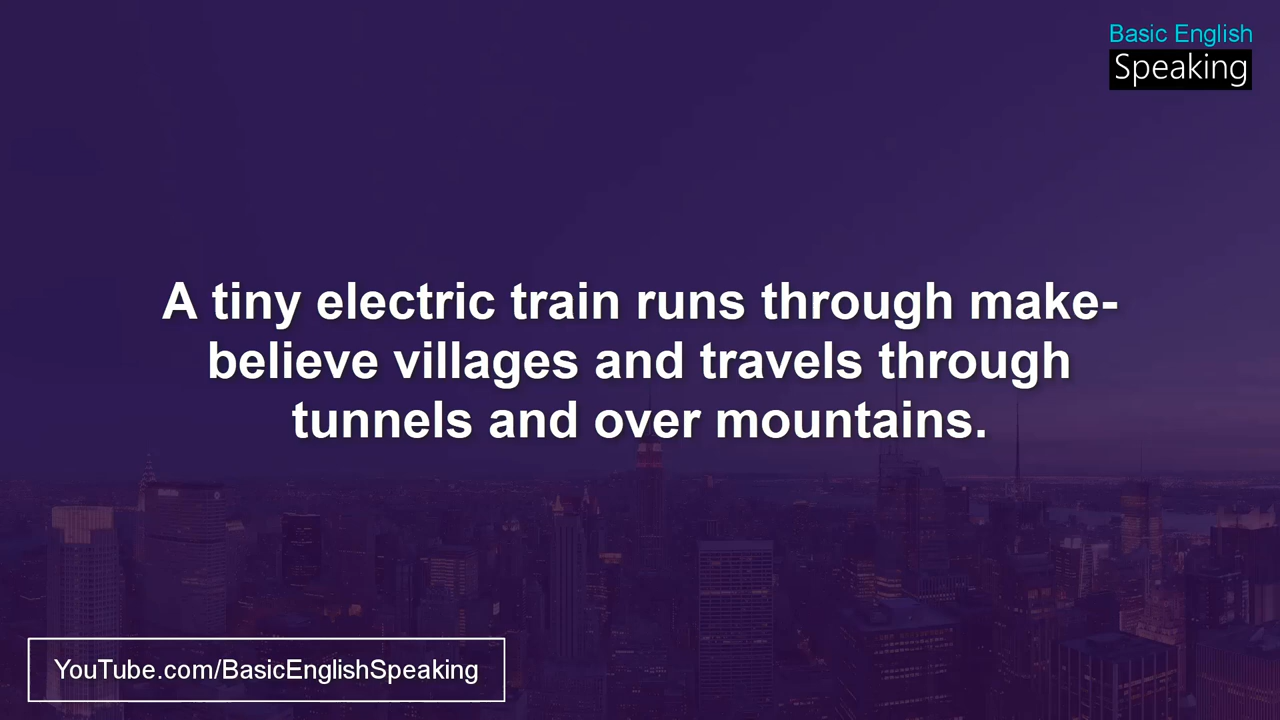 Basic English
Speaking
A tiny electric train runs through make-
believe villages and travels through
tunnels and over mountains.
YouTube.com/BasicEnglishSpeaking